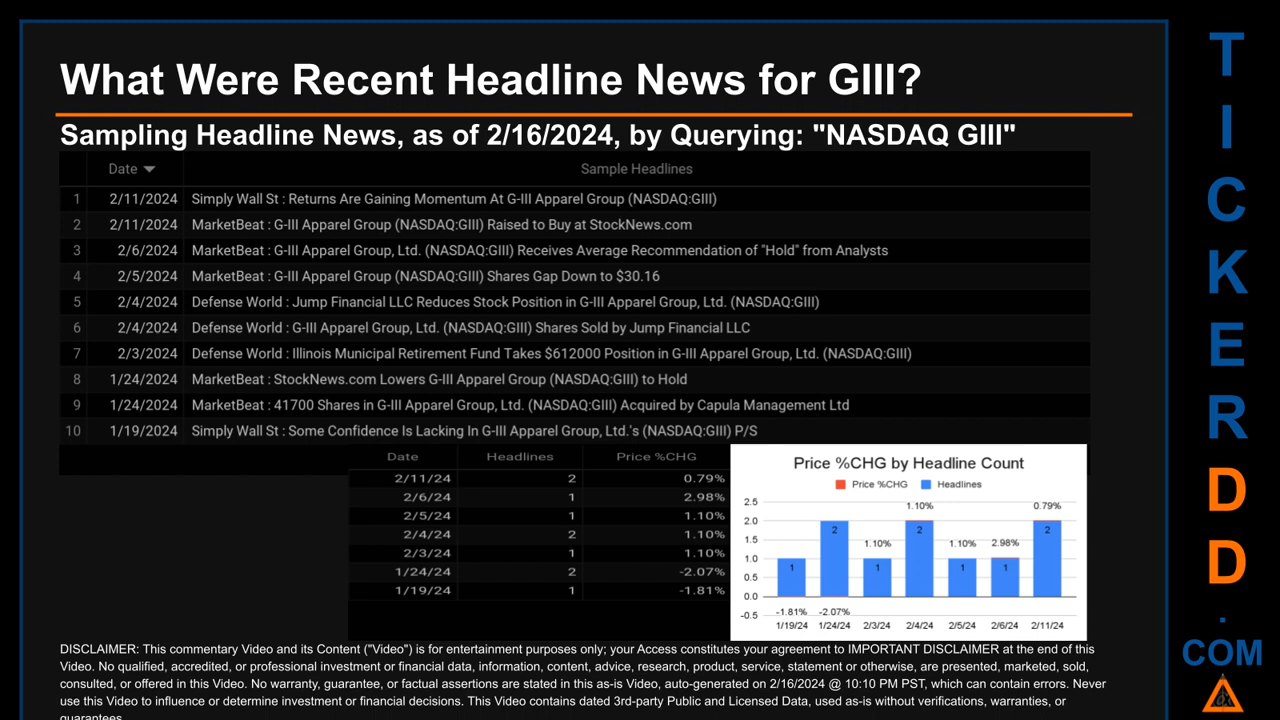 What Were Recent Headline News for GIII?
Sampling Headline News, as of 2/16/2024, by Querying: "NASDAQ GIII"
Date Sample Headlines
1 2/11/2024 Simply Wall St : Returns Are Gaining Momentum At G-III Apparel Group (NASDAQ:GIII)
2 2/11/2024 MarketBeat : G-III Apparel Group (NASDAQ:GIII) Raised to Buy at StockNews.com
3 2/6/2024 MarketBeat : G-III Apparel Group, Ltd. (NASDAQ:GIII) Receives Average Recommendation of "Hold" from Analysts
4 2/5/2024 MarketBeat : G-III Apparel Group (NASDAQ:GIII) Shares Gap Down to $30.16
5 2/4/2024 Defense World : Jump Financial LLC Reduces Stock Position in G-III Apparel Group, Ltd. (NASDAQ:GIII)
6 2/4/2024 Defense World : G-III Apparel Group, Ltd. (NASDAQ:GIII) Shares Sold by Jump Financial LLC
7 2/3/2024 Defense World : Illinois Municipal Retirement Fund Takes $612000 Position in G-III Apparel Group, Ltd. (NASDAQ:GIII)
8 1/24/2024 MarketBeat : StockNews.com Lowers G-III Apparel Group (NASDAQ:GIII) to Hold
9 1/24/2024 MarketBeat : 41700 Shares in G-III Apparel Group, Ltd. (NASDAQ:GIII) Acquired by Capula Management Ltd
10 1/19/2024 Simply Wall St : Some Confidence Is Lacking In G-III Apparel Group, Ltd.'s (NASDAQ:GIII) P/S
Date Headlines Price %CHG
2/11/24 2 0.79%
2/6/24 1 2.98%
2/5/24 1 1.10%
2/4/24 2 1.10%
2/3/24 1 1.10%
1/24/24 2 -2.07%
1/19/24 1 -1.81%
Price %CHG by Headline Count
Price %CHG Headlines
2.5
2.0
1.5
1.0
0.5
0.0
-0.5
1.10% 0.79%
1.10% 1.10% 2.98%
1 2 1 2 1 1 2
-1.81% -2.07%
1/19/24 1/24/24 2/3/24 2/4/24 2/5/24 2/6/24 2/11/24
DISCLAIMER: This commentary Video and its Content ("Video") is for entertainment purposes only; your Access constitutes your agreement to IMPORTANT DISCLAIMER at the end of this
Video. No qualified, accredited, or professional investment or financial data, information, content, advice, research, product, service, statement or otherwise, are presented, marketed, sold,
consulted, or offered in this Video. No warranty, guarantee, or factual assertions are stated in this as-is Video, auto-generated on 2/16/2024 @ 10:10 PM PST, which can contain errors. Never
use this Video to influence or determine investment or financial decisions. This Video contains dated 3rd-party Public and Licensed Data, used as-is without verifications, warranties, or
guarantees.
T
I
C
K
E
R
D
D
.
COM